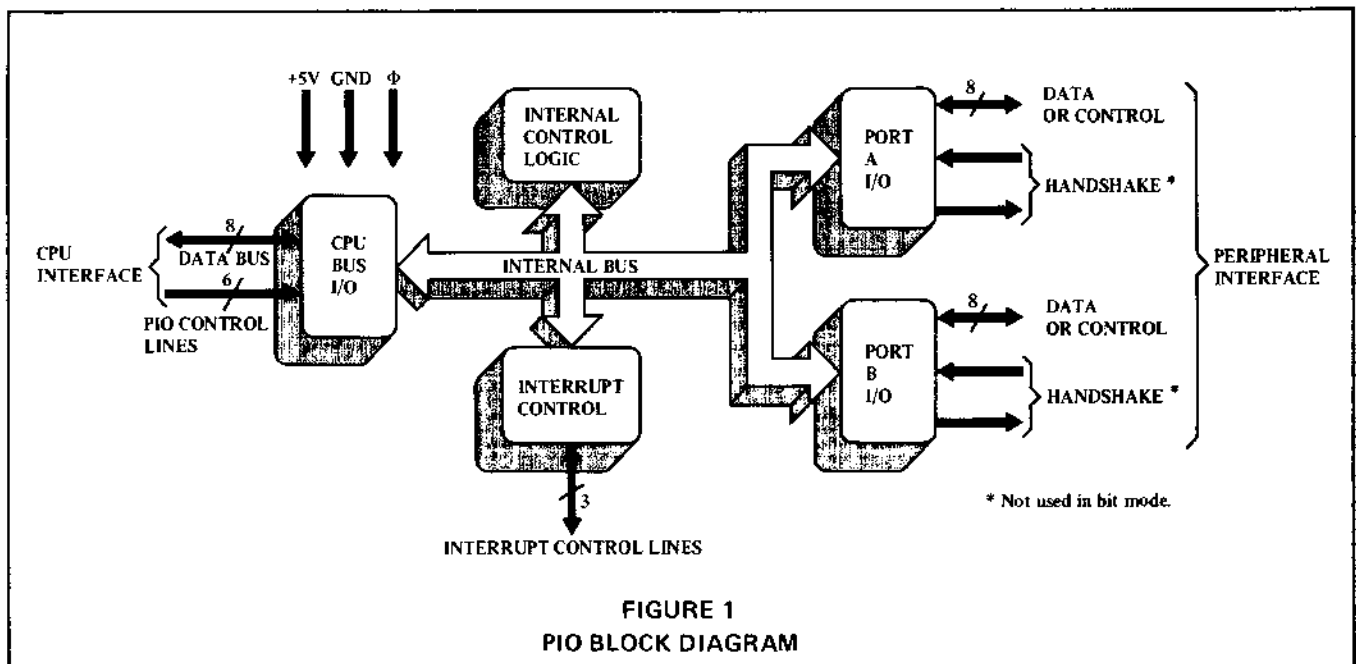 +5V GND Φ
INTERNAL
CONTROL
LOGIC
CPU
INTERFACE
8
DATA BUS
6
PIO CONTROL
LINES
CPU
BUS
I/O
INTERNAL BUS
INTERRUPT
CONTROL
3
INTERRUPT CONTROL LINES
PORT
A
I/O
8
DATA
OR CONTROL
HANDSHAKE *
PORT
B
I/O
8
DATA
OR CONTROL
HANDSHAKE *
PERIPHERAL
INTERFACE
* Not used in bit mode.
FIGURE 1
PIO BLOCK DIAGRAM